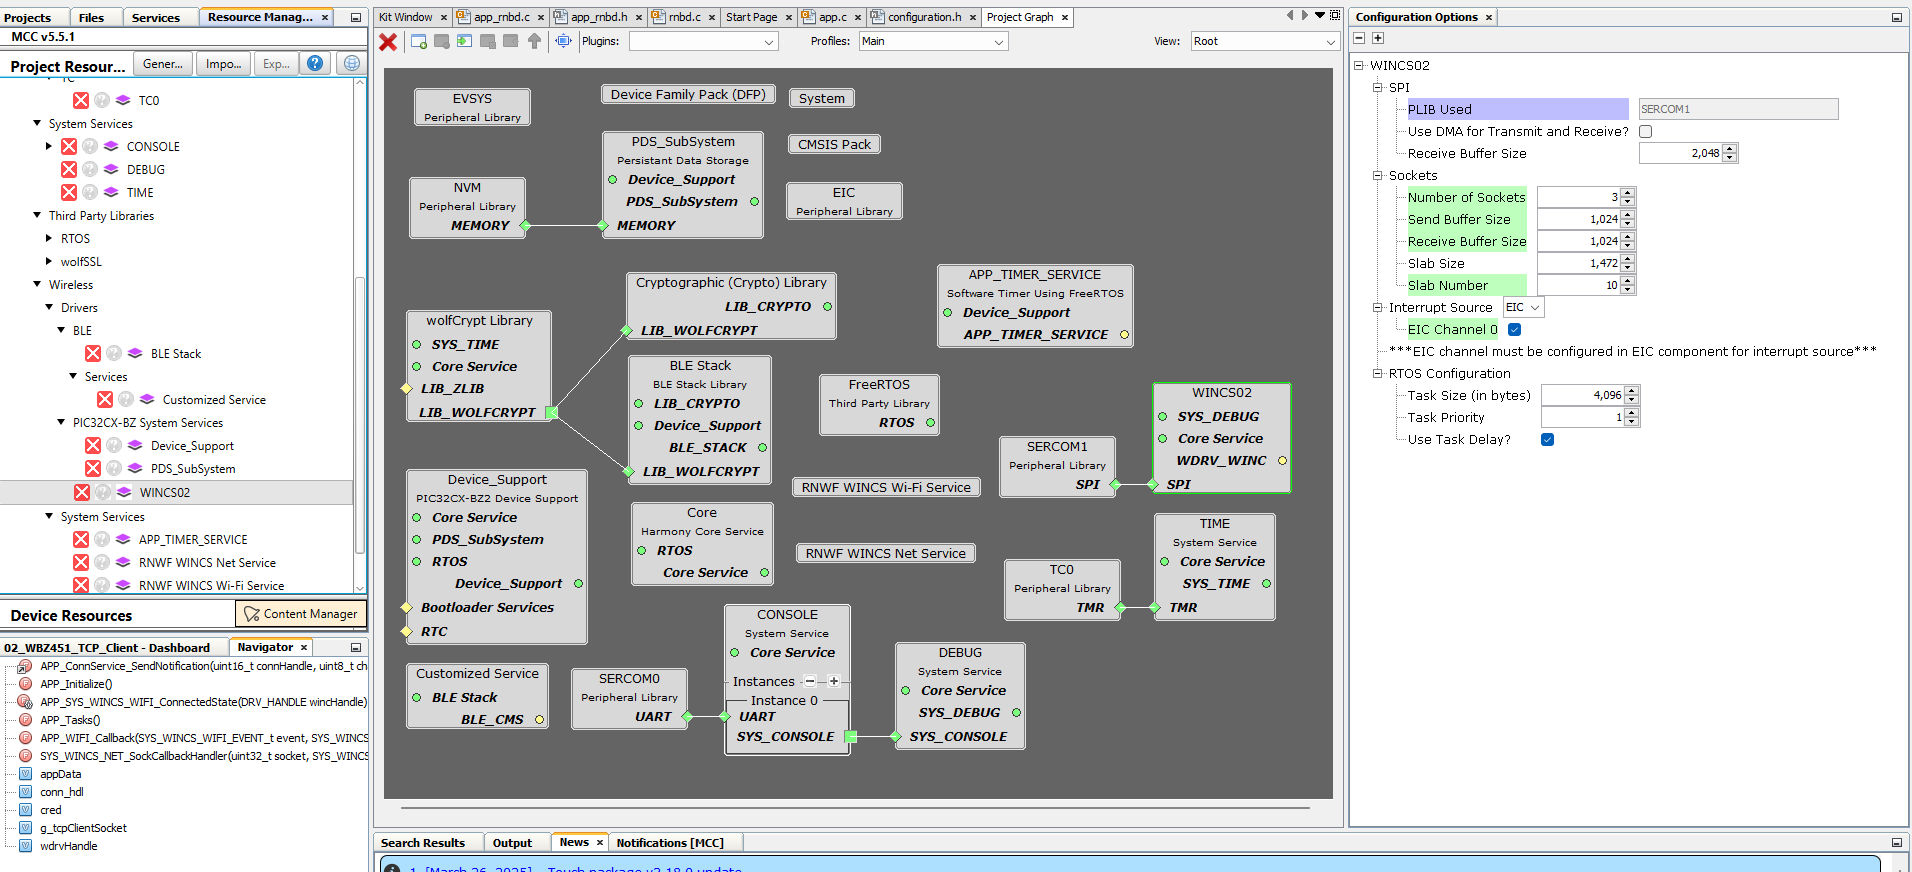 Projects
Files
Services
Resource Manag... ×
MCC v5.5.1
Project Resour...
Gener...
Impo...
Exp...
TC0
System Services
CONSOLE
DEBUG
TIME
Third Party Libraries
RTOS
wolfSSL
Wireless
Drivers
BLE
BLE Stack
Services
Customized Service
PIC32CX-BZ System Services
Device_Support
PDS_SubSystem
WINCS02
System Services
APP_TIMER_SERVICE
RNWF WINCS Net Service
RNWF WINCS Wi-Fi Service
Device Resources
Content Manager
02_WBZ451_TCP_Client - Dashboard
Navigator ×
APP_ConnService_SendNotification(uint16_t connHandle, uint8_t ch
APP_Initialize()
APP_SYS_WINCS_WIFI_ConnectedState(DRV_HANDLE wincHandle)
APP_Tasks()
APP_WIFI_Callback(SYS_WINCS_WIFI_EVENT_t event, SYS_WINCS
SYS_WINCS_NET_SockCallbackHandler(uint32_t socket, SYS_WINCS
appData
conn_hdl
cred
g_tcpClientSocket
wdrvHandle
Kit Window ×
app_rnbd.c ×
app_rnbd.h ×
rnbd.c ×
Start Page ×
app.c ×
configuration.h ×
Project Graph ×
Plugins:
Profiles: Main
View: Root
EVSYS
Peripheral Library
Device Family Pack (DFP)
System
PDS_SubSystem
Persistant Data Storage
Device_Support
PDS_SubSystem
MEMORY
CMSIS Pack
NVM
Peripheral Library
MEMORY
EIC
Peripheral Library
Cryptographic (Crypto) Library
LIB_CRYPTO
LIB_WOLFCRYPT
APP_TIMER_SERVICE
Software Timer Using FreeRTOS
Device_Support
APP_TIMER_SERVICE
wolfCrypt Library
SYS_TIME
Core Service
LIB_ZLIB
LIB_WOLFCRYPT
BLE Stack
BLE Stack Library
LIB_CRYPTO
Device_Support
BLE_STACK
LIB_WOLFCRYPT
FreeRTOS
Third Party Library
RTOS
WINCS02
SYS_DEBUG
Core Service
WDRV_WINC
SPI
SERCOM1
Peripheral Library
SPI
Device_Support
PIC32CX-BZ2 Device Support
Core Service
PDS_SubSystem
RTOS
Device_Support
Bootloader Services
RTC
RNWF WINCS Wi-Fi Service
Core
Harmony Core Service
RTOS
Core Service
RNWF WINCS Net Service
TIME
System Service
Core Service
SYS_TIME
TMR
TC0
Peripheral Library
TMR
CONSOLE
System Service
Core Service
Instances
Instance 0
UART
SYS_CONSOLE
DEBUG
System Service
Core Service
SYS_DEBUG
SYS_CONSOLE
Customized Service
BLE Stack
BLE_CMS
SERCOM0
Peripheral Library
UART
Search Results
Output
News ×
Notifications [MCC]
1. [March 26, 2025] - Touch package v3.18.0 update
Configuration Options ×
WINCS02
SPI
PLIB Used SERCOM1
Use DMA for Transmit and Receive?
Receive Buffer Size 2,048
Sockets
Number of Sockets 3
Send Buffer Size 1,024
Receive Buffer Size 1,024
Slab Size 1,472
Slab Number 10
Interrupt Source EIC
EIC Channel 0
***EIC channel must be configured in EIC component for interrupt source***
RTOS Configuration
Task Size (in bytes) 4,096
Task Priority 1
Use Task Delay?